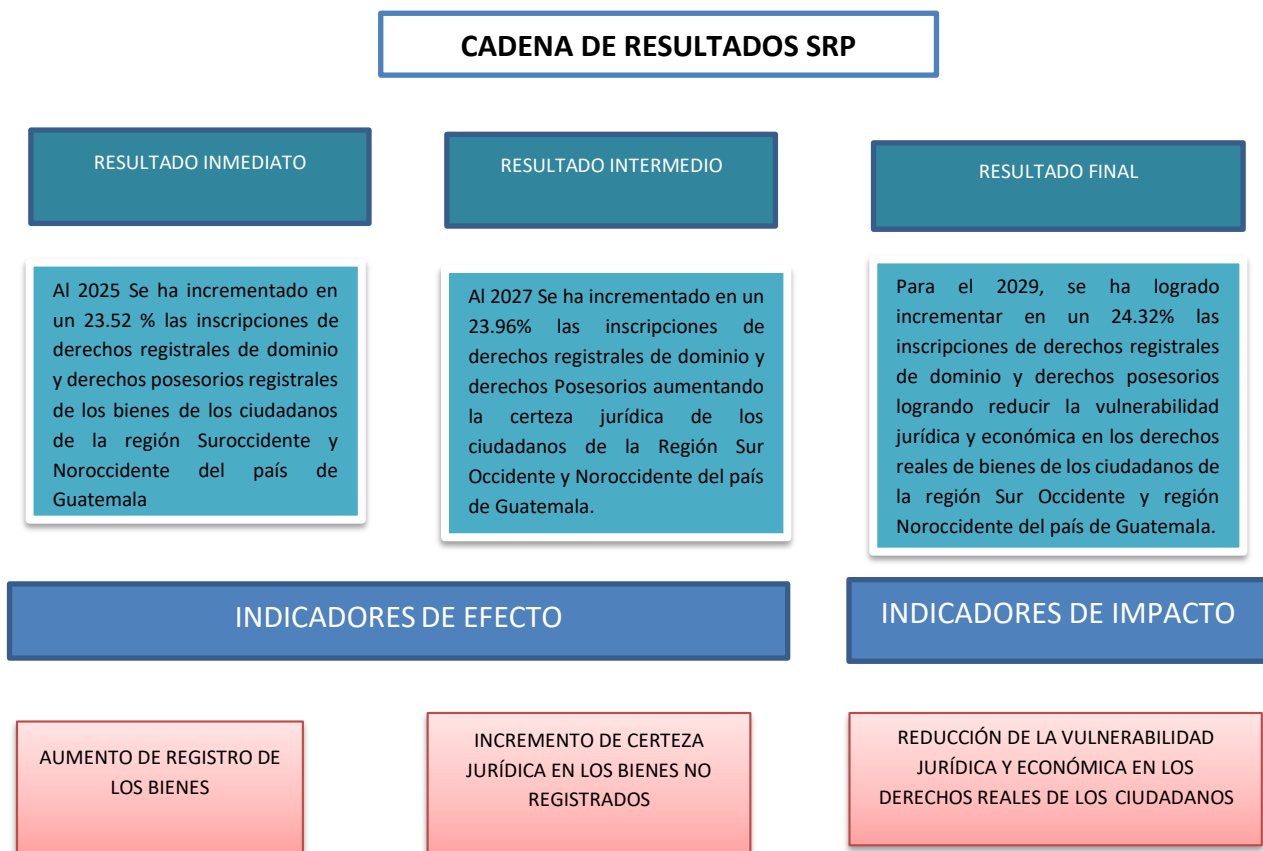 CADENA DE RESULTADOS SRP
RESULTADO INMEDIATO
RESULTADO INTERMEDIO
RESULTADO FINAL
Al 2025 Se ha incrementado en
un 23.52 % las inscripciones de
derechos registrales de dominio
y derechos posesorios registrales
de los bienes de los ciudadanos
de la región Suroccidente y
Noroccidente del país de
Guatemala
Al 2027 Se ha incrementado en un
23.96% las inscripciones de
derechos registrales de dominio y
derechos Posesorios aumentando
la certeza jurídica de los
ciudadanos de la Región Sur
Occidente y Noroccidente del país
de Guatemala.
Para el 2029, se ha logrado
incrementar en un 24.32% las
inscripciones de derechos registrales
de dominio y derechos posesorios
logrando reducir la vulnerabilidad
jurídica y económica en los derechos
reales de bienes de los ciudadanos de
la región Sur Occidente y región
Noroccidente del país de Guatemala.
INDICADORES DE EFECTO
INDICADORES DE IMPACTO
AUMENTO DE REGISTRO DE
LOS BIENES
INCREMENTO DE CERTEZA
JURÍDICA EN LOS BIENES NO
REGISTRADOS
REDUCCIÓN DE LA VULNERABILIDAD
JURÍDICA Y ECONÓMICA EN LOS
DERECHOS REALES DE LOS CIUDADANOS